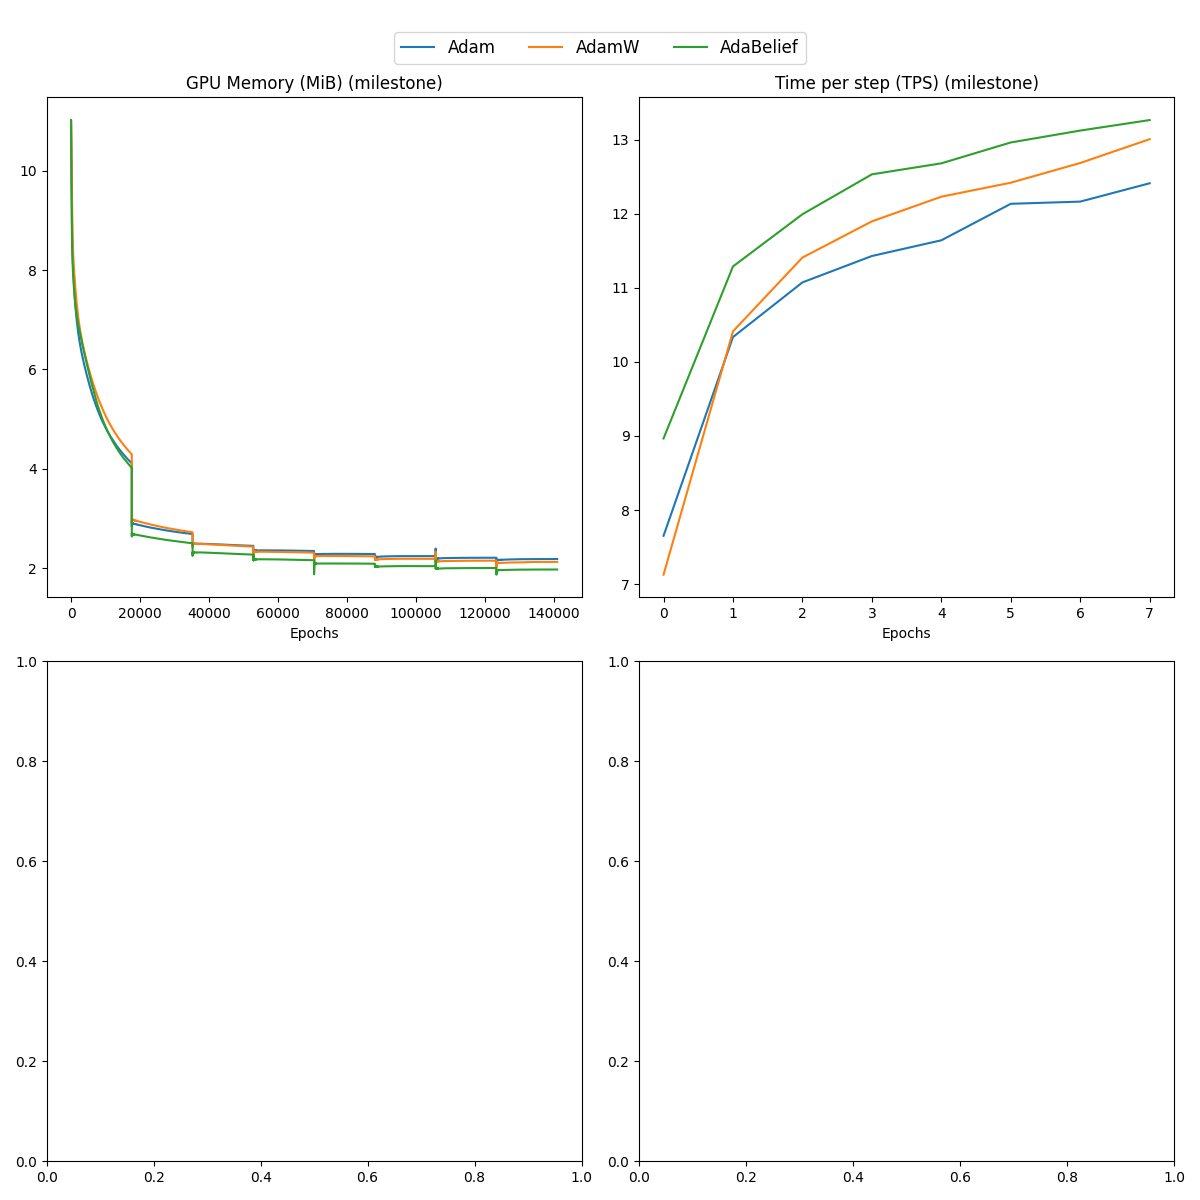 Adam AdamW AdaBelief
GPU Memory (MiB) (milestone)
10
8
6
4
2
0 20000 40000 60000 80000 100000 120000 140000
Epochs
Time per step (TPS) (milestone)
13
12
11
10
9
8
7
0 1 2 3 4 5 6 7
Epochs
1.0
0.8
0.6
0.4
0.2
0.0
0.0 0.2 0.4 0.6 0.8 1.0
1.0
0.8
0.6
0.4
0.2
0.0
0.0 0.2 0.4 0.6 0.8 1.0